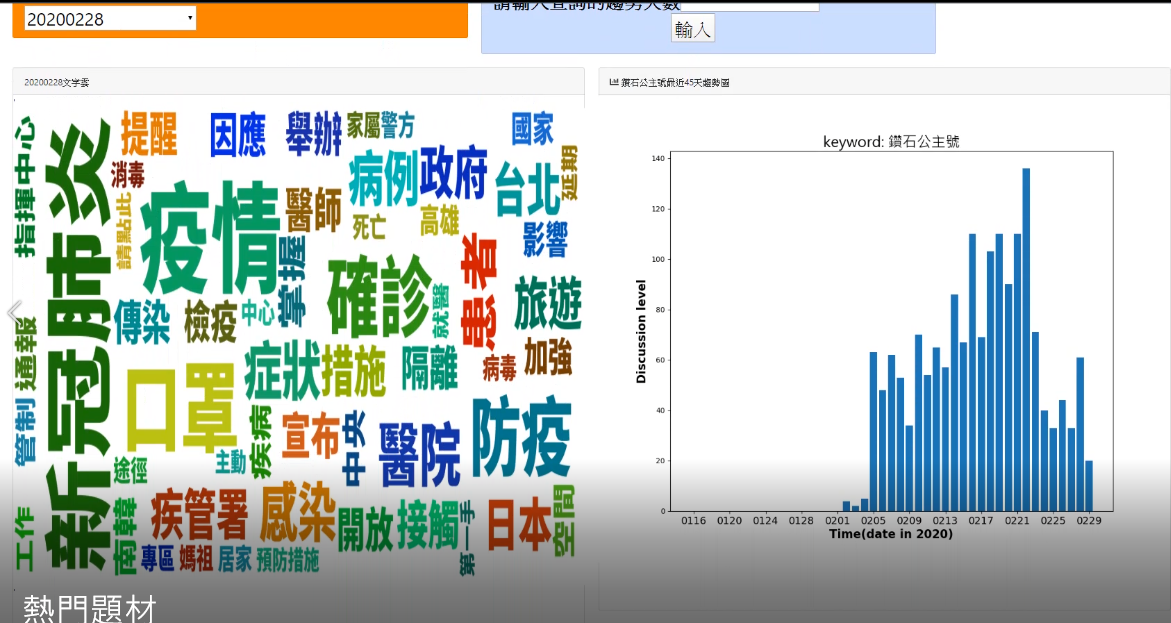 20200228
請輸入查詢的趨勢天數
輸入
20200228文字雲
鑽石公主號最近45天趨勢圖
指揮中心
新冠肺炎
提醒
因應
舉辦
家屬
警方
國家
消毒
病例
政府
台北
延期
請點此
疫情
醫師
死亡
高雄
影響
掌握
確診
患者
旅遊
通報
傳染
檢疫
中心
就醫
症狀
措施
隔離
病毒
加強
管制
口罩
疾病
宣布
中央
醫院
防疫
途徑
主動
工作
南韓
疾管署
感染
開放
接觸
第一手
日本
空間
專區
媽祖
居家
預防措施
keyword: 鑽石公主號
Discussion level
140
120
100
80
60
40
20
0
0116 0120 0124 0128 0201 0205 0209 0213 0217 0221 0225 0229
Time(date in 2020)
熱門題材